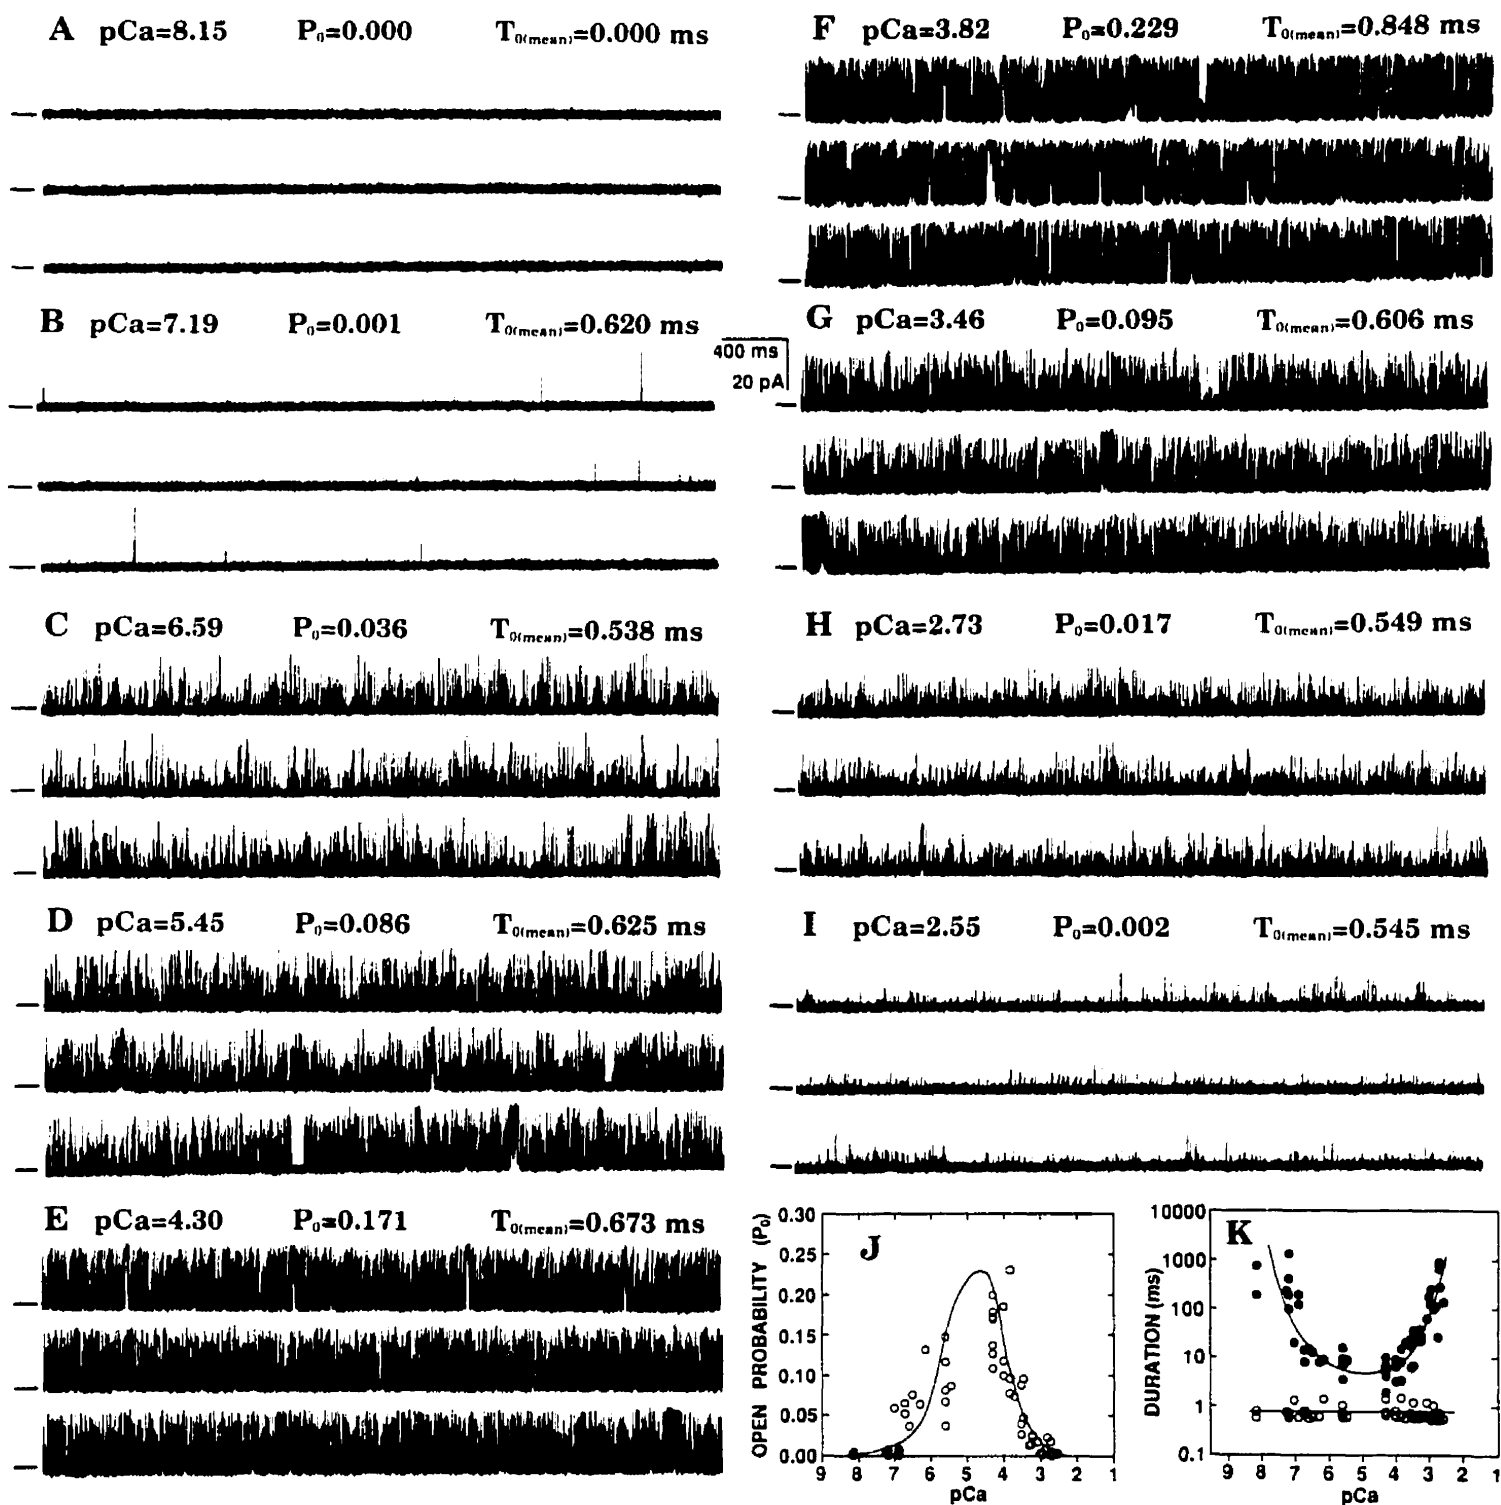 A pCa=8.15 P₀=0.000 T₀(mean)=0.000 ms
B pCa=7.19 P₀=0.001 T₀(mean)=0.620 ms
400 ms
20 pA
C pCa=6.59 P₀=0.036 T₀(mean)=0.538 ms
D pCa=5.45 P₀=0.086 T₀(mean)=0.625 ms
E pCa=4.30 P₀=0.171 T₀(mean)=0.673 ms
F pCa=3.82 P₀=0.229 T₀(mean)=0.848 ms
G pCa=3.46 P₀=0.095 T₀(mean)=0.606 ms
H pCa=2.73 P₀=0.017 T₀(mean)=0.549 ms
I pCa=2.55 P₀=0.002 T₀(mean)=0.545 ms
J
OPEN PROBABILITY (P₀)
0.30
0.25
0.20
0.15
0.10
0.05
0.00
9 8 7 6 5 4 3 2 1
pCa
K
DURATION (ms)
10000
1000
100
10
1
0.1
9 8 7 6 5 4 3 2 1
pCa